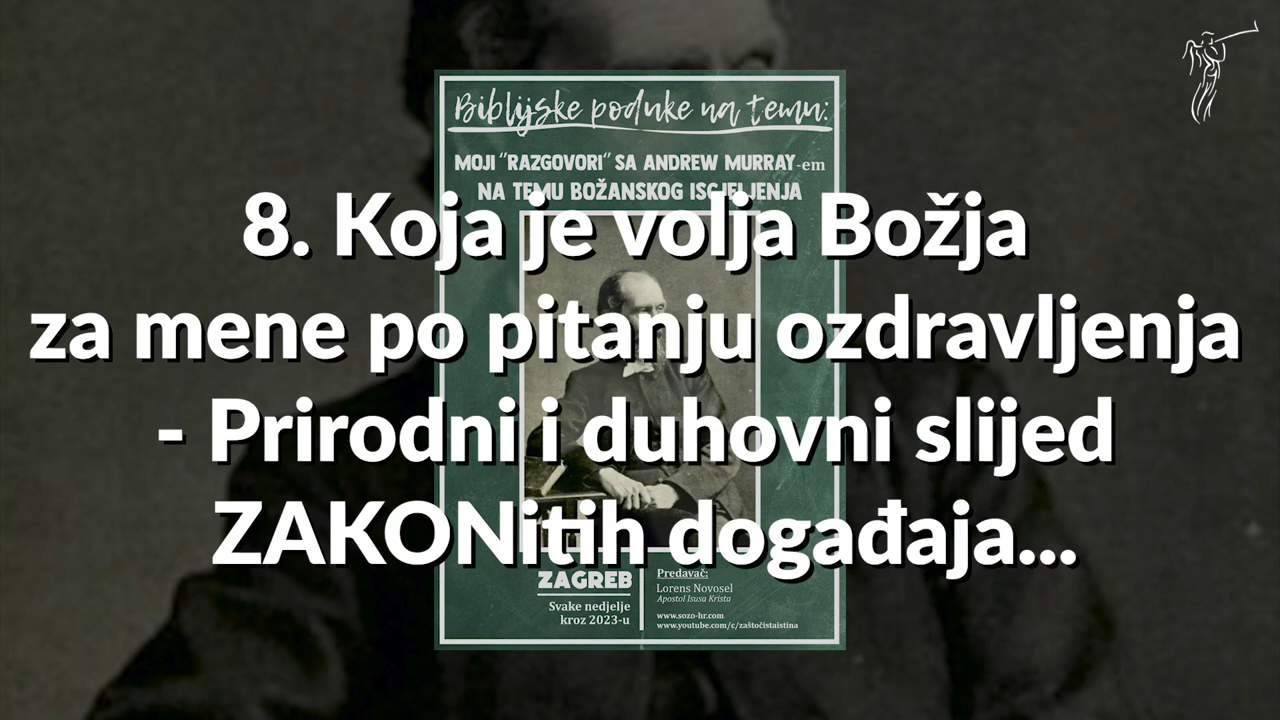 Biblijske poduke na temu:
MOJI "RAZGOVORI" SA ANDREW MURRAY-em
NA TEMU BOŽANSKOG ISCJELJENJA
8. Koja je volja Božja
za mene po pitanju ozdravljenja
- Prirodni i duhovni slijed
ZAKONitih događaja...
ZAGREB
Svake nedjelje
kroz 2023-u
Predavač:
Lorens Novosel
Apostol Isusa Krista
www.sozo-hr.com
www.youtube.com/c/zaštočistaistina